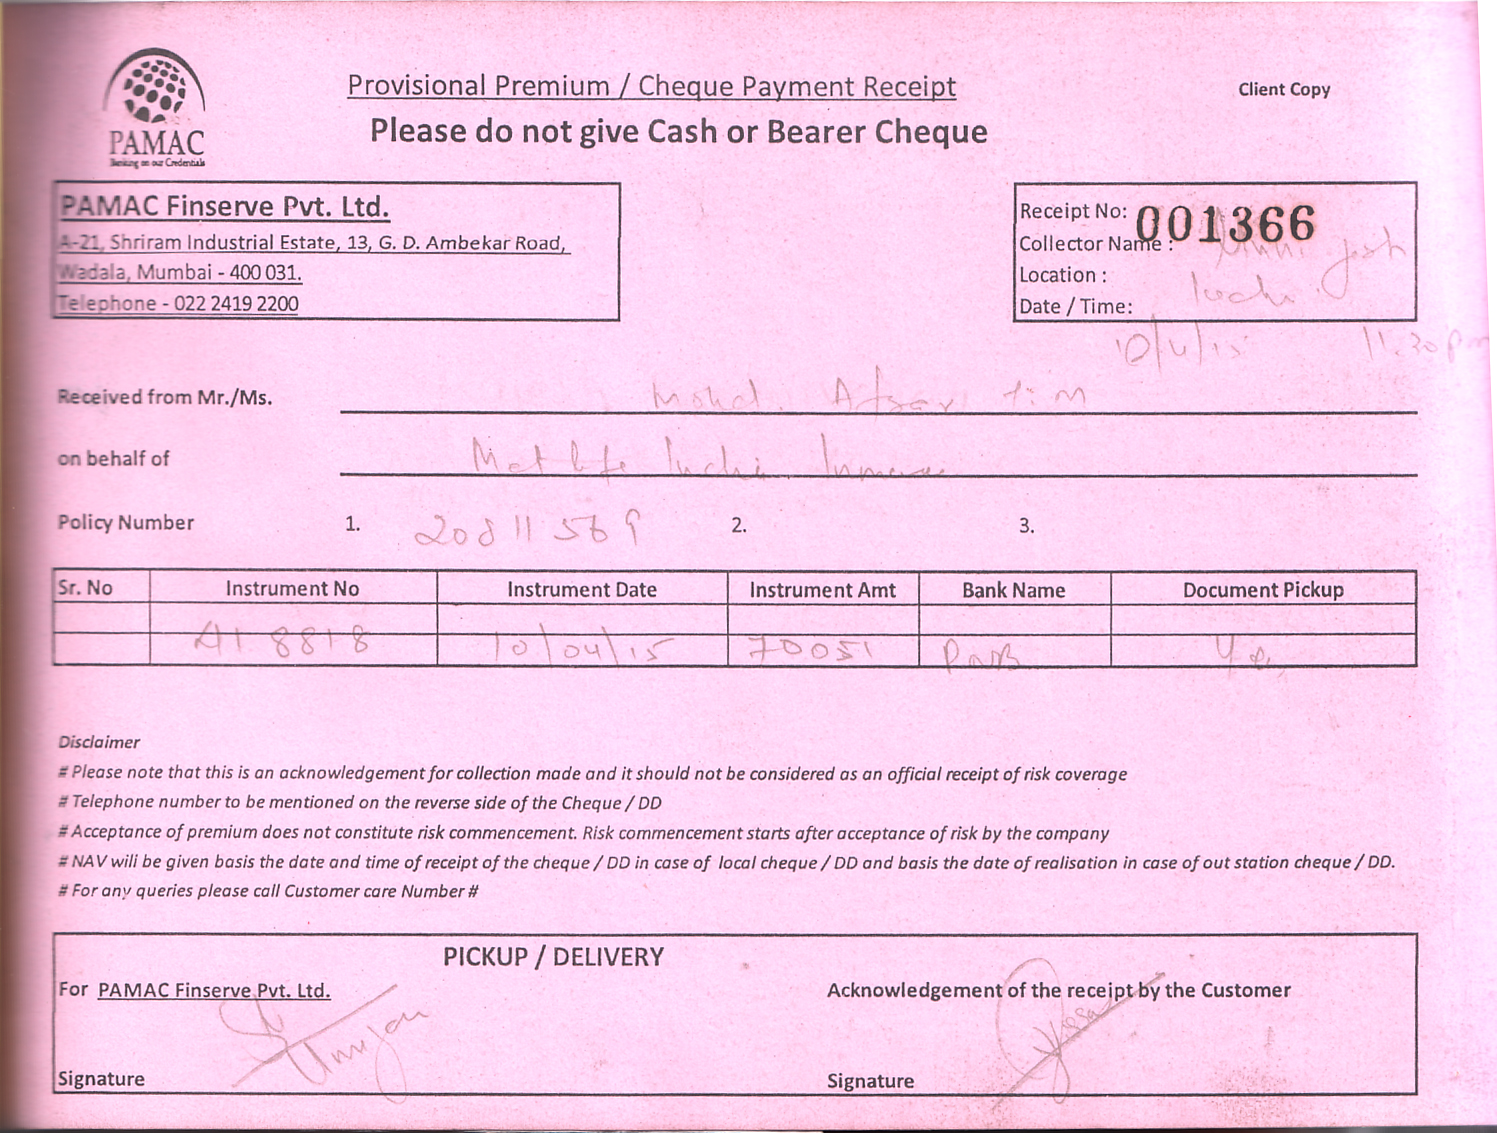 Provisional Premium / Cheque Payment Receipt
Client Copy
PAMAC
Banking on our Credentials
Please do not give Cash or Bearer Cheque
PAMAC Finserve Pvt. Ltd.
A-21, Shriram Industrial Estate, 13, G. D. Ambekar Road,
Wadala, Mumbai - 400 031.
Telephone - 022 2419 2200
Receipt No: 001366
Collector Name :
Location :
Date / Time:
11.30 pm
Received from Mr./Ms. Mohd. Afsar
on behalf of Met life India
Policy Number 1. 20811569 2. 3.
Sr. No Instrument No Instrument Date Instrument Amt Bank Name Document Pickup
418818 10/04/15 70051 PNB
Disclaimer
# Please note that this is an acknowledgement for collection made and it should not be considered as an official receipt of risk coverage
# Telephone number to be mentioned on the reverse side of the Cheque / DD
# Acceptance of premium does not constitute risk commencement. Risk commencement starts after acceptance of risk by the company
# NAV will be given basis the date and time of receipt of the cheque / DD in case of local cheque / DD and basis the date of realisation in case of out station cheque / DD.
# For any queries please call Customer care Number #
PICKUP / DELIVERY
For PAMAC Finserve Pvt. Ltd.
Acknowledgement of the receipt by the Customer
Signature
Signature